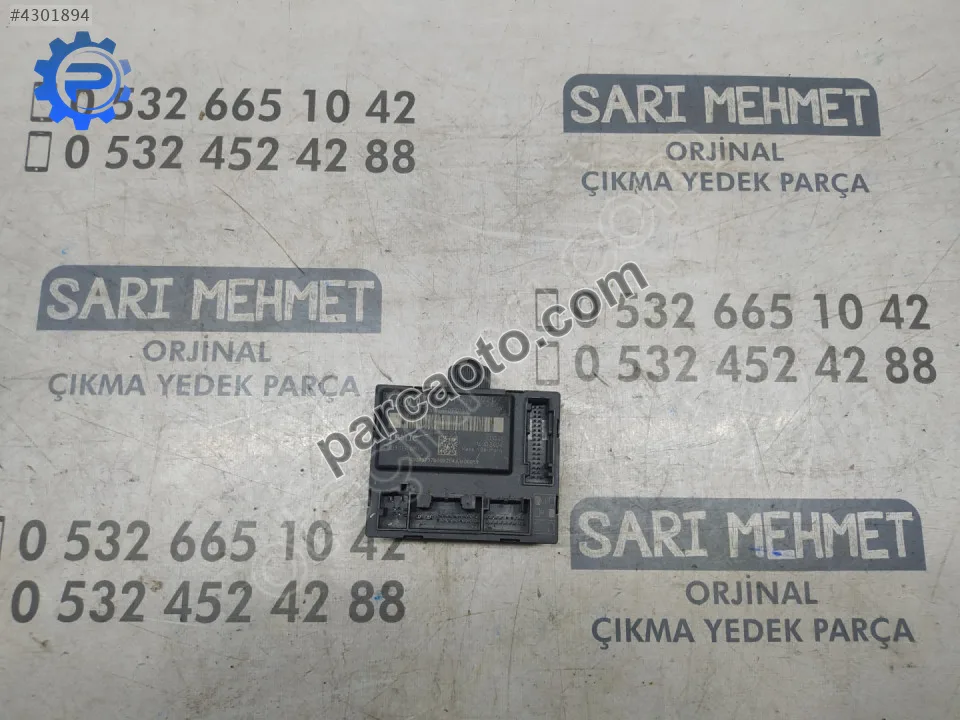 #4301894
0 532 665 10 42
0 532 452 42 88
SARI MEHMET
ORJİNAL
ÇIKMA YEDEK PARÇA
SARI MEHMET
ORJİNAL
ÇIKMA YEDEK PARÇA
0 532 665 10 42
0 532 452 42 88
parcaoto.com
0 532 665 10 42
0 532 452 42 88
SARI MEHMET
ORJİNAL
ÇIKMA YEDEK PARÇA